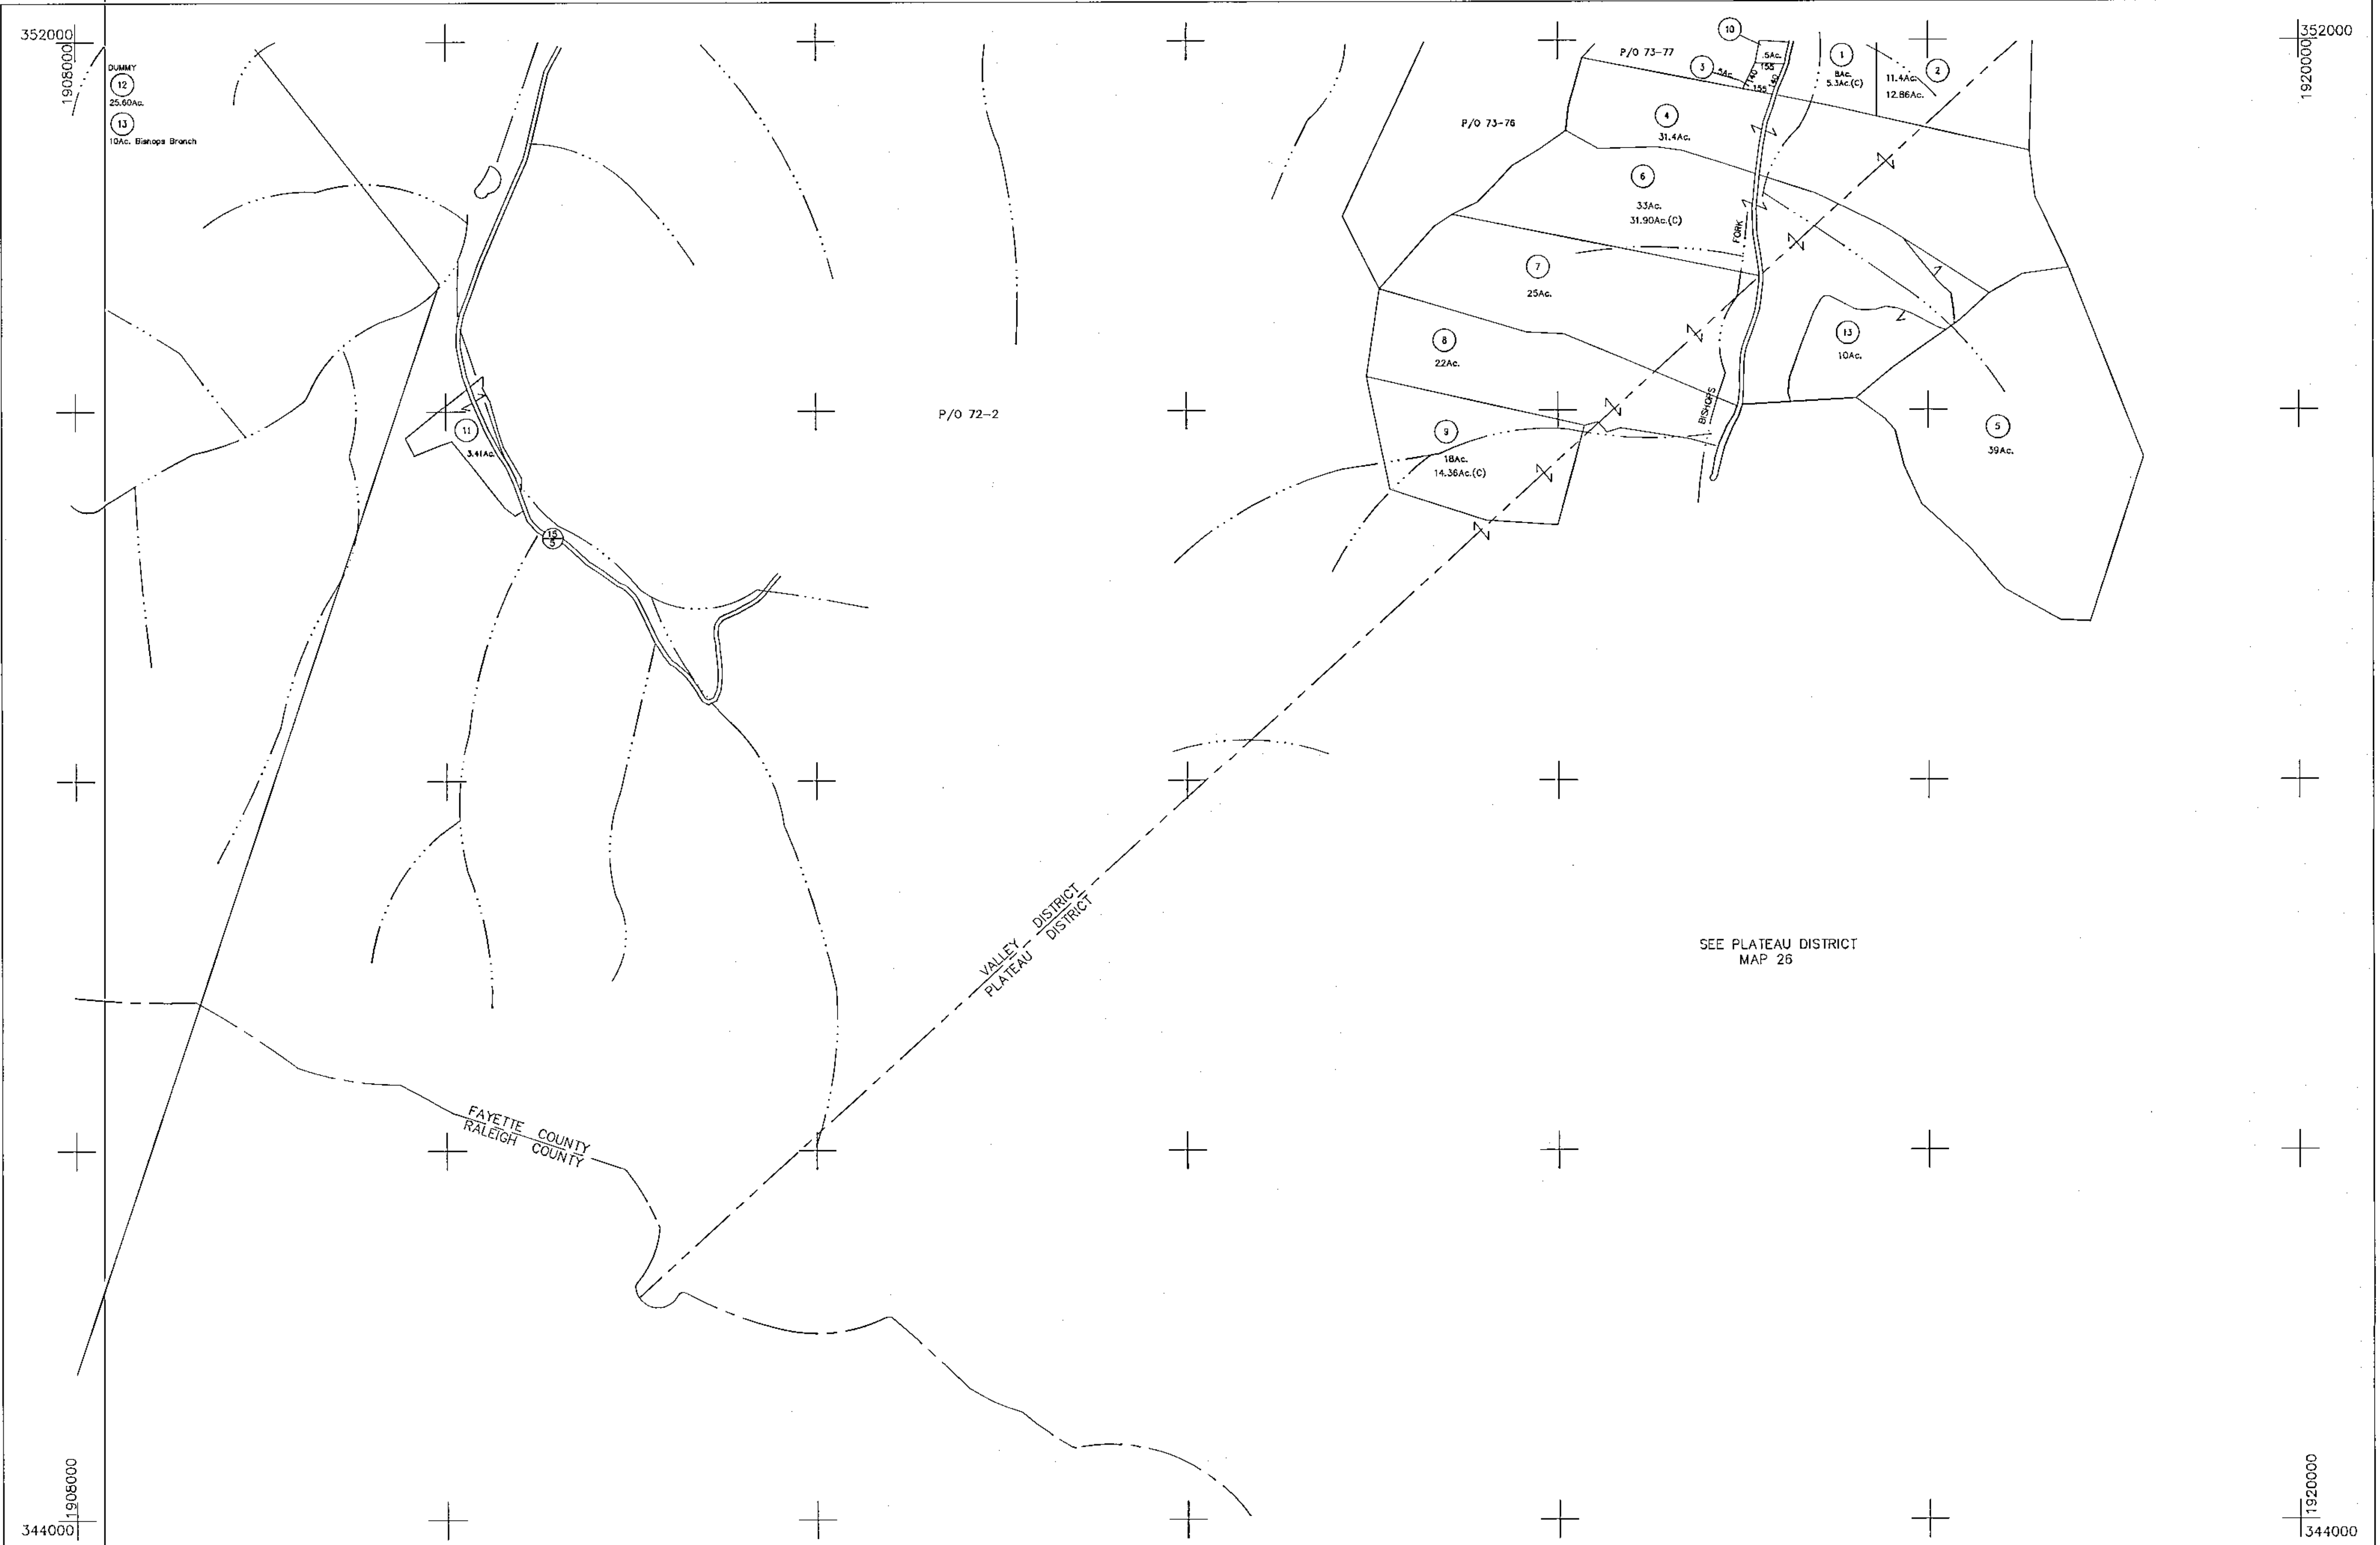 352000
1908000
DUMMY
12
25.60Ac.
13
10Ac. Bishops Branch
P/O 73-77
10
.5Ac.
155
3
.5Ac.
140
140
155
1
8Ac.
5.3Ac.(C)
11.4Ac.
12.86Ac.
2
1920000
352000
P/O 73-76
4
31.4Ac.
6
33Ac.
31.90Ac.(C)
FORK
7
25Ac.
8
22Ac.
13
10Ac.
BISHOPS
P/O 72-2
11
3.41Ac.
9
18Ac.
14.36Ac.(C)
5
39Ac.
15
5
VALLEY DISTRICT
PLATEAU DISTRICT
SEE PLATEAU DISTRICT
MAP 26
FAYETTE COUNTY
RALEIGH COUNTY
1908000
344000
1920000
344000